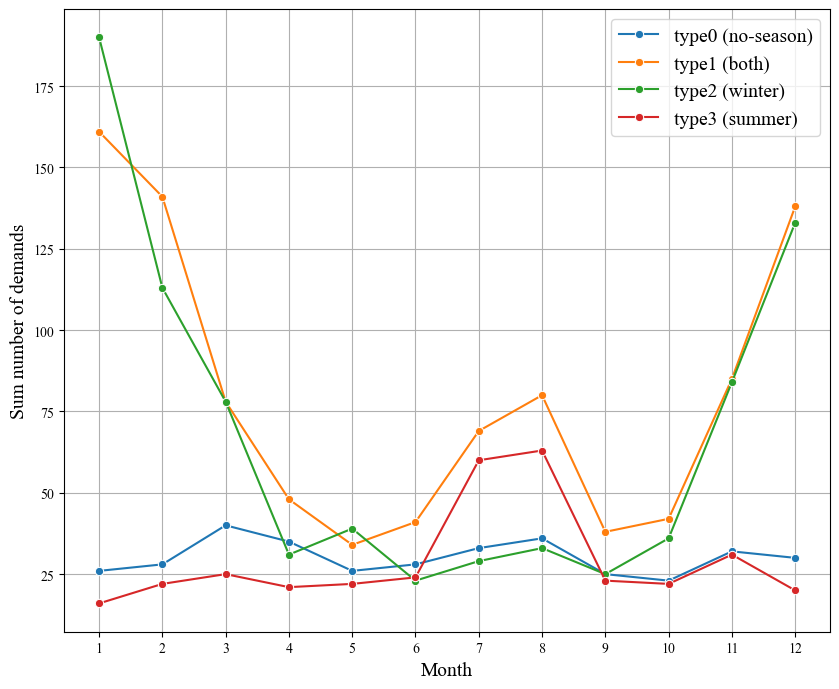 type0 (no-season)
type1 (both)
type2 (winter)
type3 (summer)
175
150
125
100
75
50
25
Sum number of demands
1 2 3 4 5 6 7 8 9 10 11 12
Month